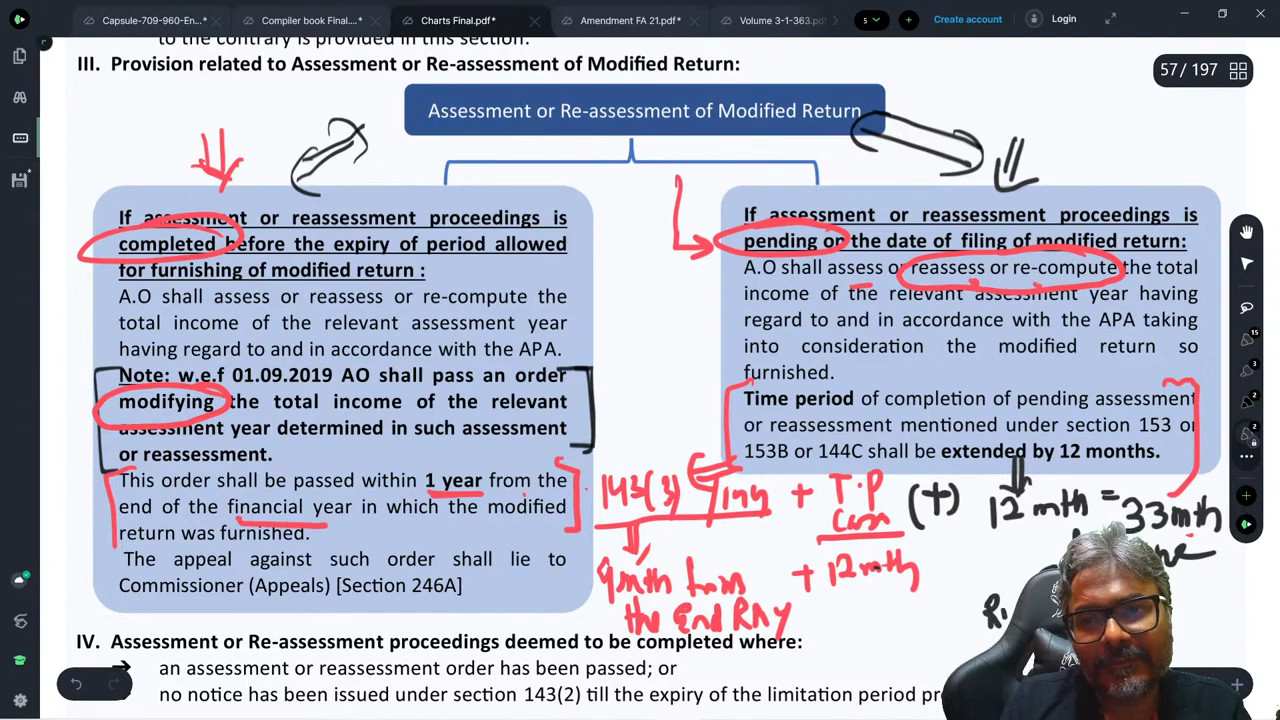 Capsule-709-960-En...*
Compiler book Final....*
Charts Final.pdf*
Amendment FA 21.pdf*
Volume 3-1-363.pdf*
5
Create account
Login
to the contrary is provided in this section.
57 / 197
III. Provision related to Assessment or Re-assessment of Modified Return:
Assessment or Re-assessment of Modified Return
If assessment or reassessment proceedings is
completed before the expiry of period allowed
for furnishing of modified return :
A.O shall assess or reassess or re-compute the
total income of the relevant assessment year
having regard to and in accordance with the APA.
Note: w.e.f 01.09.2019 AO shall pass an order
modifying the total income of the relevant
assessment year determined in such assessment
or reassessment.
This order shall be passed within 1 year from the
end of the financial year in which the modified
return was furnished.
The appeal against such order shall lie to
Commissioner (Appeals) [Section 246A]
If assessment or reassessment proceedings is
pending on the date of filing of modified return:
A.O shall assess or reassess or re-compute the total
income of the relevant assessment year having
regard to and in accordance with the APA taking
into consideration the modified return so
furnished.
Time period of completion of pending assessment
or reassessment mentioned under section 153 or
153B or 144C shall be extended by 12 months.
143(3) / 144 + T.P (+) 12 mth = 33 mth
Case
9 mth from + 12 mth
the end RAY
IV. Assessment or Re-assessment proceedings deemed to be completed where:
➔ an assessment or reassessment order has been passed; or
no notice has been issued under section 143(2) till the expiry of the limitation period